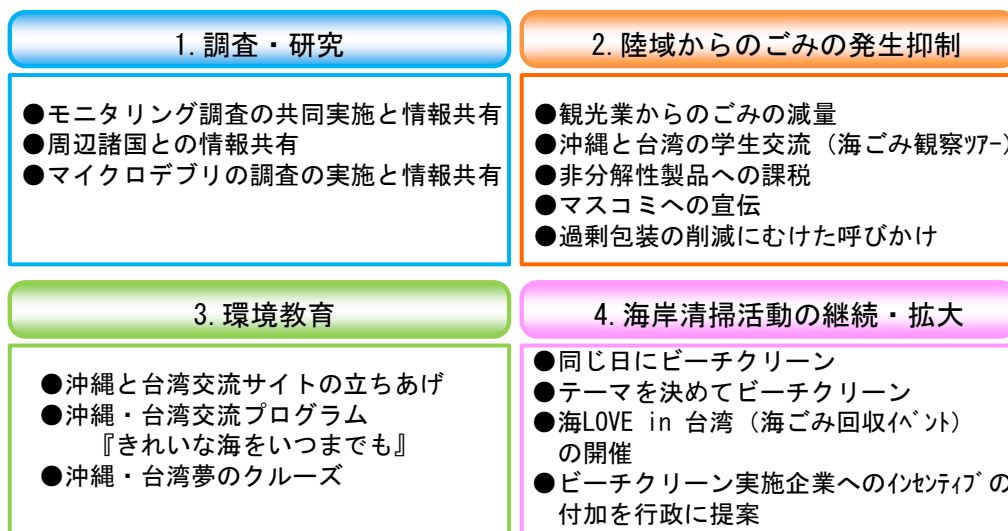 1.調査・研究
●モニタリング調査の共同実施と情報共有
●周辺諸国との情報共有
●マイクロデブリの調査の実施と情報共有
2.陸域からのごみの発生抑制
●観光業からのごみの減量
●沖縄と台湾の学生交流（海ごみ観察ﾂｱｰ）
●非分解性製品への課税
●マスコミへの宣伝
●過剰包装の削減にむけた呼びかけ
3.環境教育
●沖縄と台湾交流サイトの立ちあげ
●沖縄・台湾交流プログラム
『きれいな海をいつまでも』
●沖縄・台湾夢のクルーズ
4.海岸清掃活動の継続・拡大
●同じ日にビーチクリーン
●テーマを決めてビーチクリーン
●海LOVE in 台湾（海ごみ回収ｲﾍﾞﾝﾄ）
の開催
●ビーチクリーン実施企業へのｲﾝｾﾝﾃｨﾌﾞの
付加を行政に提案